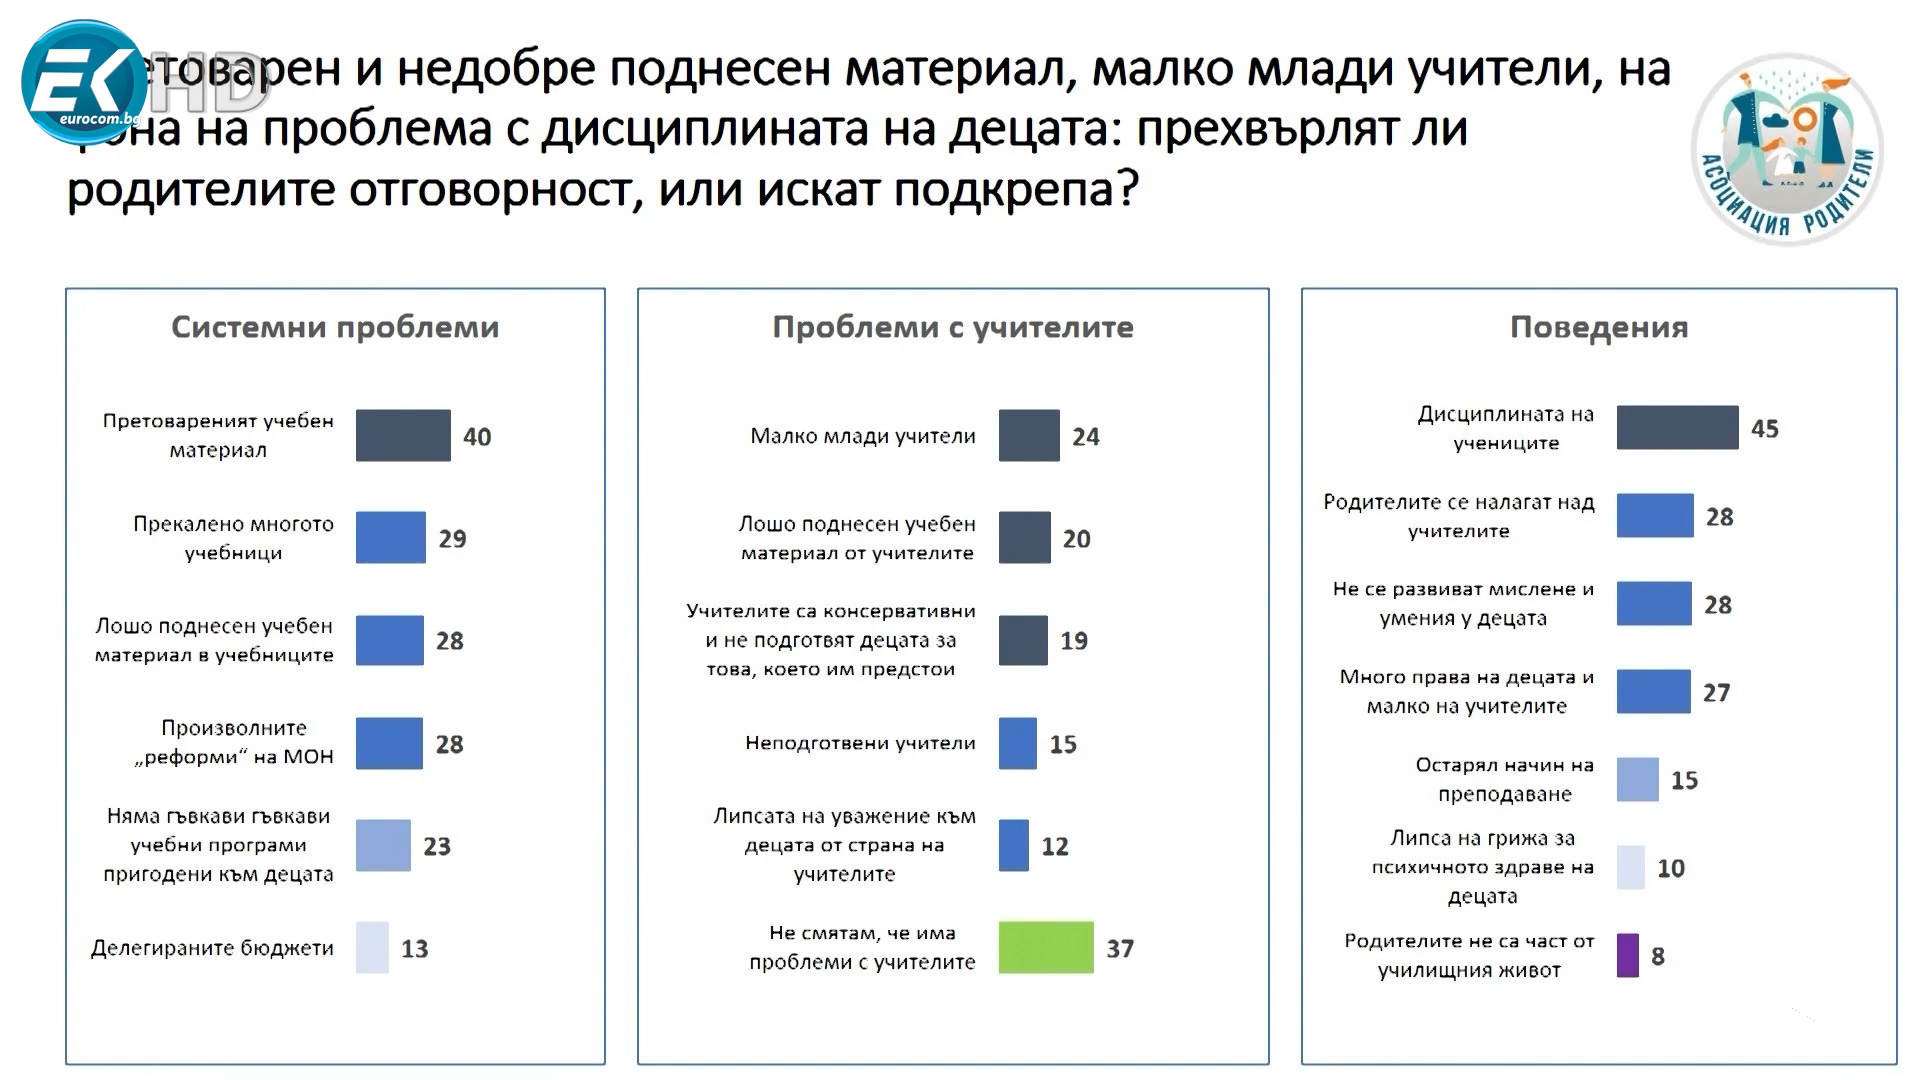 EK HD
eurocom.bg
товарен и недобре поднесен материал, малко млади учители, на
на на проблема с дисциплината на децата: прехвърлят ли
родителите отговорност, или искат подкрепа?
АСОЦИАЦИЯ РОДИТЕЛИ
Системни проблеми
Претовареният учебен
материал
40
Прекалено многото
учебници
29
Лошо поднесен учебен
материал в учебниците
28
Произволните
„реформи“ на МОН
28
Няма гъвкави гъвкави
учебни програми
пригодени към децата
23
Делегираните бюджети
13
Проблеми с учителите
Малко млади учители
24
Лошо поднесен учебен
материал от учителите
20
Учителите са консервативни
и не подготвят децата за
това, което им предстои
19
Неподготвени учители
15
Липсата на уважение към
децата от страна на
учителите
12
Не смятам, че има
проблеми с учителите
37
Поведения
Дисциплината на
учениците
45
Родителите се налагат над
учителите
28
Не се развиват мислене и
умения у децата
28
Много права на децата и
малко на учителите
27
Остарял начин на
преподаване
15
Липса на грижа за
психичното здраве на
децата
10
Родителите не са част от
училищния живот
8